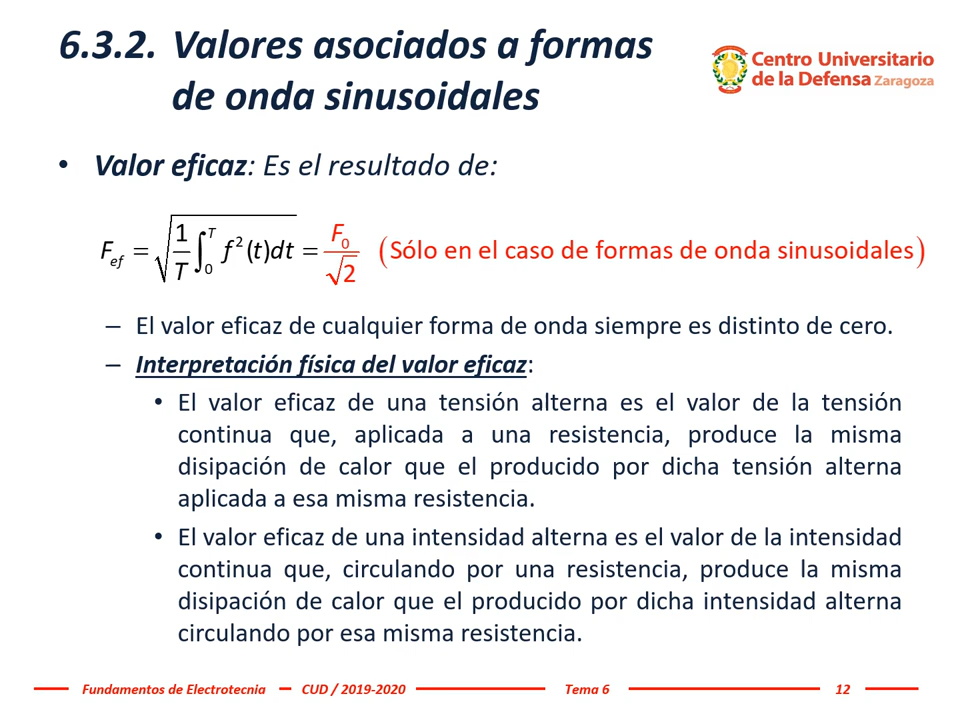 6.3.2. Valores asociados a formas
de onda sinusoidales
Centro Universitario
de la Defensa Zaragoza
• Valor eficaz: Es el resultado de:
F_ef = √(1/T ∫₀ᵀ f²(t)dt) = F₀/√2 (Sólo en el caso de formas de onda sinusoidales)
– El valor eficaz de cualquier forma de onda siempre es distinto de cero.
– Interpretación física del valor eficaz:
• El valor eficaz de una tensión alterna es el valor de la tensión
continua que, aplicada a una resistencia, produce la misma
disipación de calor que el producido por dicha tensión alterna
aplicada a esa misma resistencia.
• El valor eficaz de una intensidad alterna es el valor de la intensidad
continua que, circulando por una resistencia, produce la misma
disipación de calor que el producido por dicha intensidad alterna
circulando por esa misma resistencia.
Fundamentos de Electrotecnia – CUD / 2019-2020 Tema 6 12